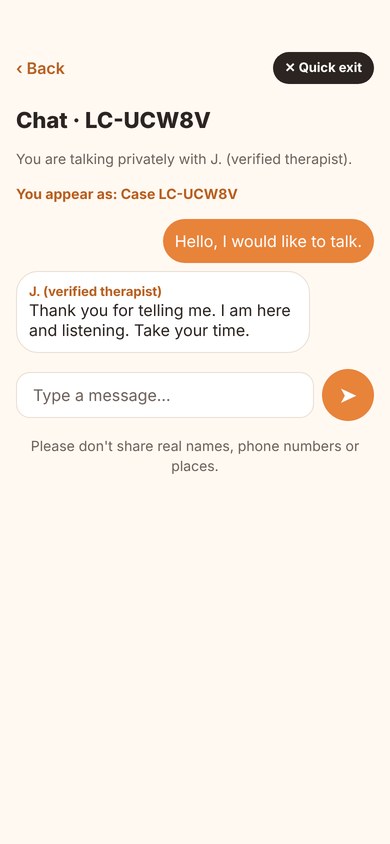 ‹ Back
✕ Quick exit
Chat · LC-UCW8V
You are talking privately with J. (verified therapist).
You appear as: Case LC-UCW8V
Hello, I would like to talk.
J. (verified therapist)
Thank you for telling me. I am here
and listening. Take your time.
Type a message...
Please don't share real names, phone numbers or
places.